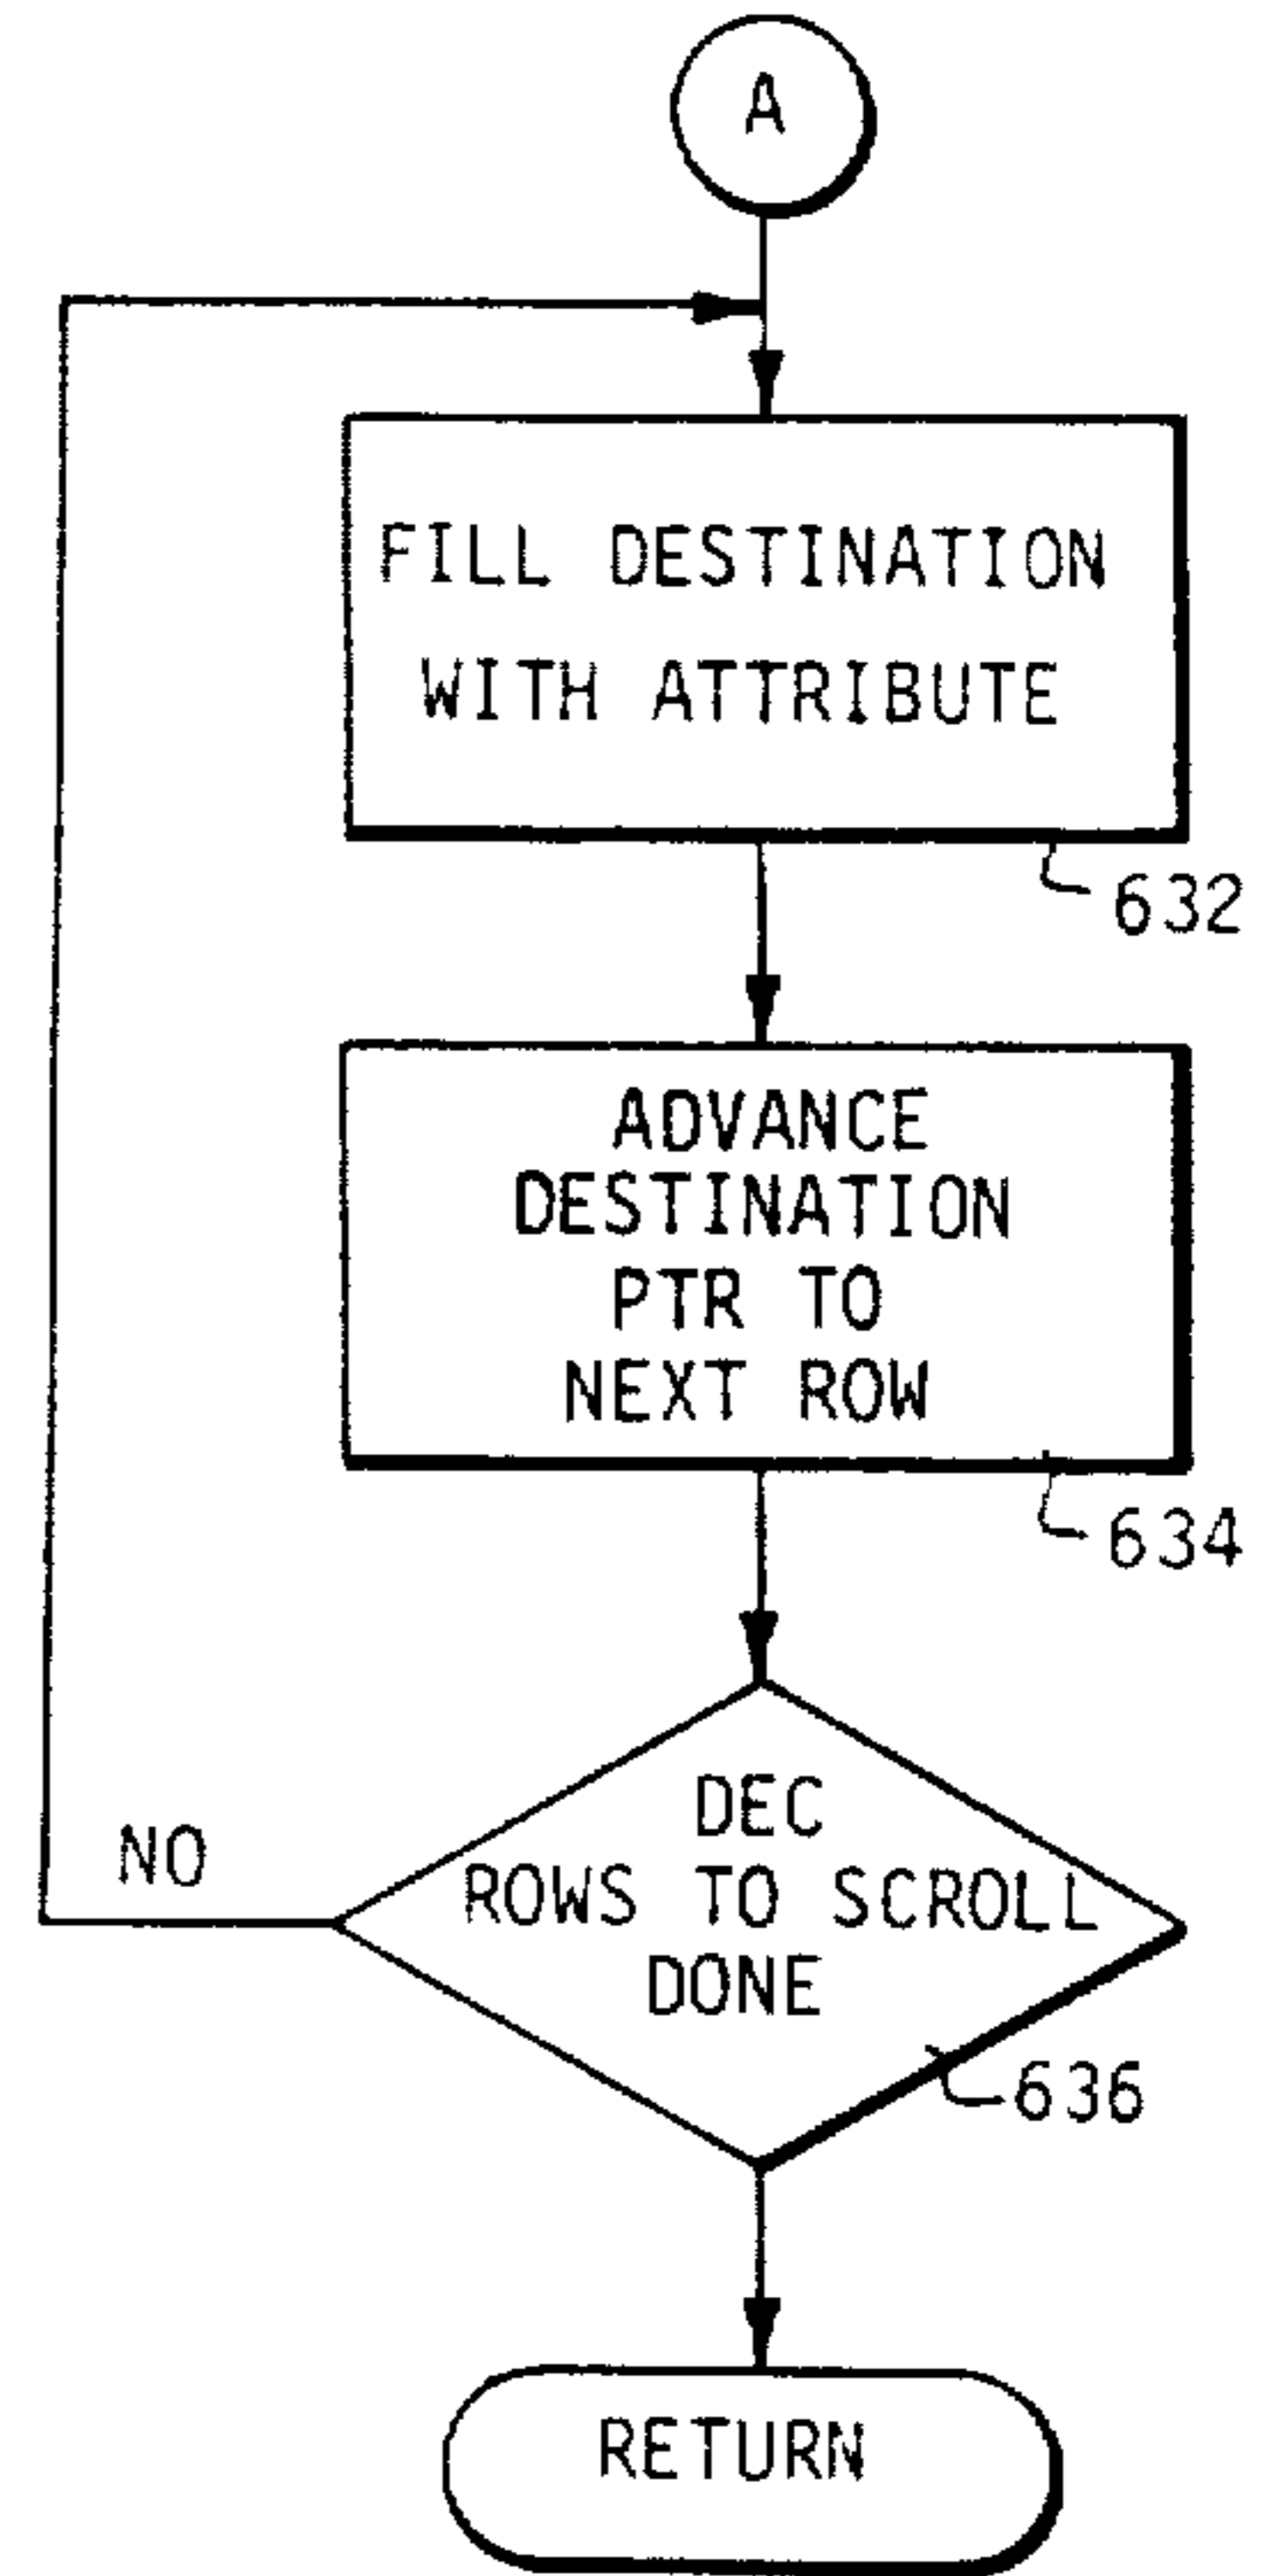 A
FILL DESTINATION
WITH ATTRIBUTE
632
ADVANCE
DESTINATION
PTR TO
NEXT ROW
634
DEC
NO
ROWS TO SCROLL
DONE
636
RETURN